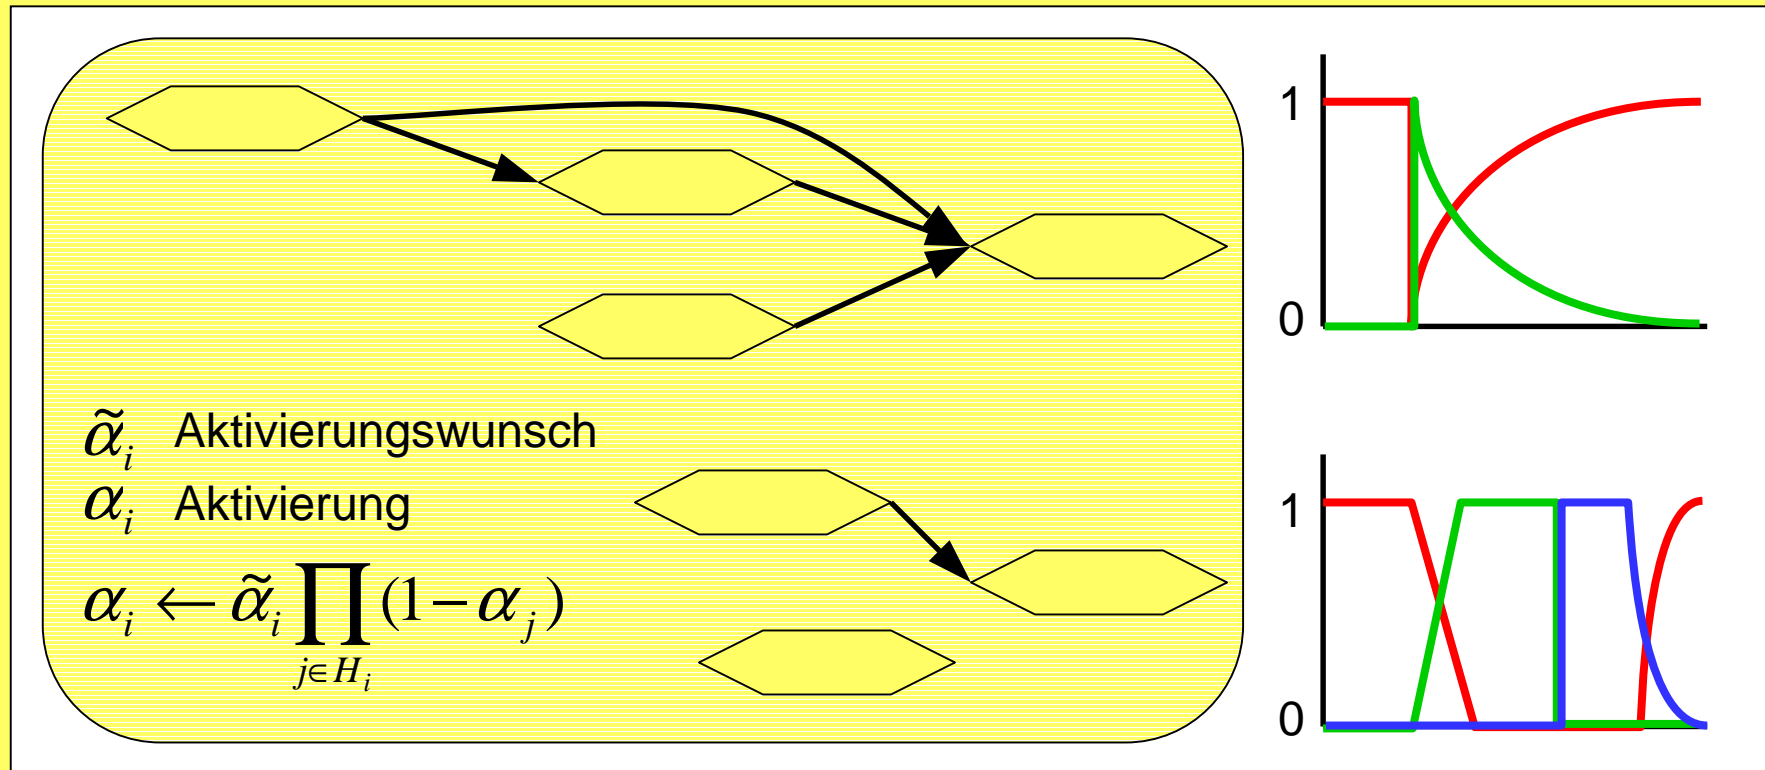 α̃ᵢ Aktivierungswunsch
αᵢ Aktivierung
αᵢ ← α̃ᵢ ∏_{j∈Hᵢ} (1−αⱼ)
1
0
1
0